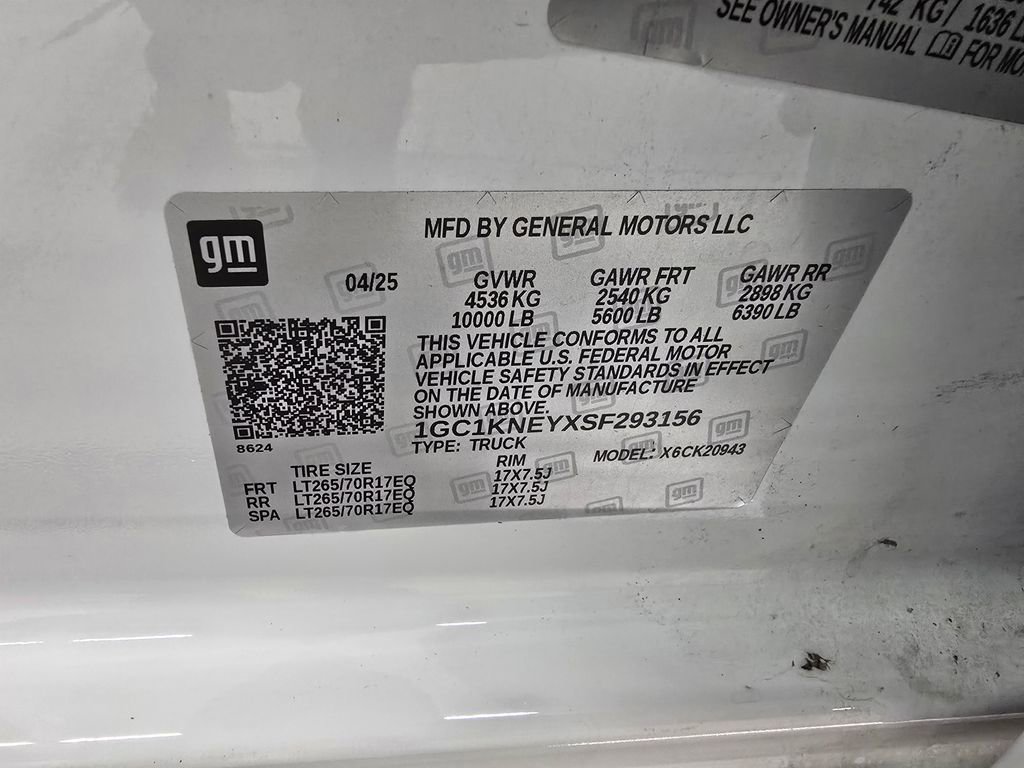 742 KG / 1636 L
SEE OWNER'S MANUAL FOR MO
gm
MFD BY GENERAL MOTORS LLC
04/25 GVWR GAWR FRT GAWR RR
4536 KG 2540 KG 2898 KG
10000 LB 5600 LB 6390 LB
THIS VEHICLE CONFORMS TO ALL
APPLICABLE U.S. FEDERAL MOTOR
VEHICLE SAFETY STANDARDS IN EFFECT
ON THE DATE OF MANUFACTURE
SHOWN ABOVE.
1GC1KNEYXSF293156
8624 TYPE: TRUCK MODEL: X6CK20943
TIRE SIZE RIM
FRT LT265/70R17EQ 17X7.5J
RR LT265/70R17EQ 17X7.5J
SPA LT265/70R17EQ 17X7.5J